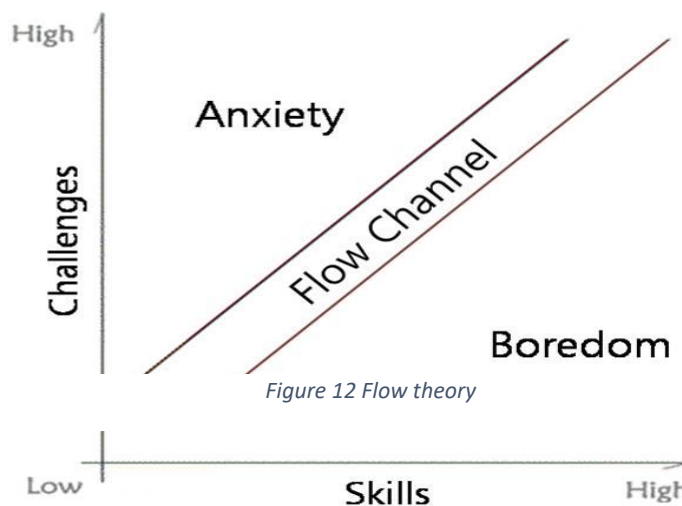 High
Anxiety
Challenges
Flow Channel
Boredom
Figure 12 Flow theory
Low
Skills
High